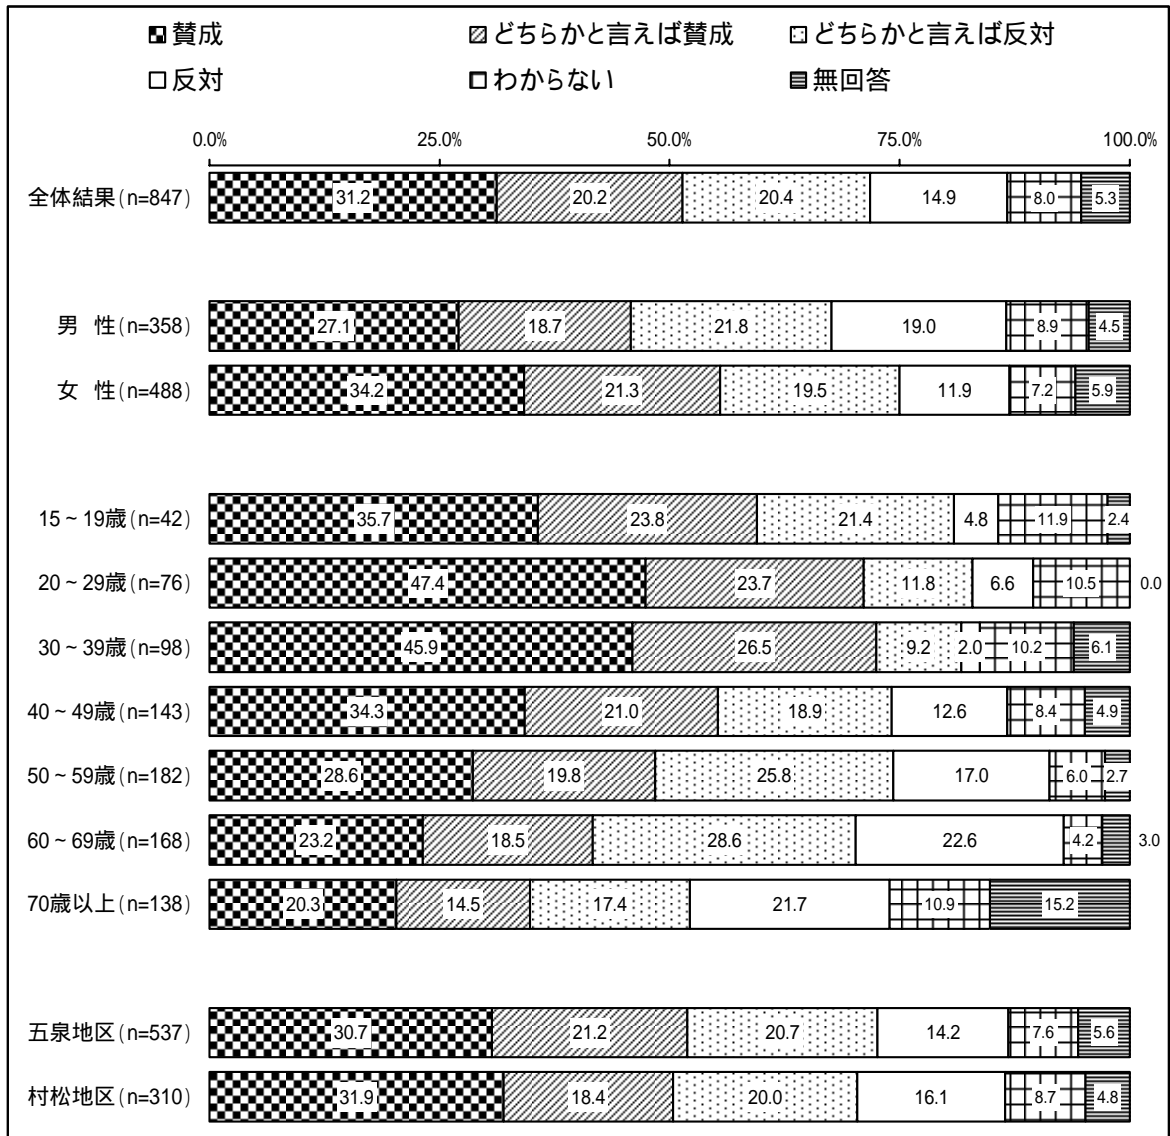 賛成 どちらかと言えば賛成 どちらかと言えば反対
反対 わからない 無回答
0.0% 25.0% 50.0% 75.0% 100.0%
全体結果(n=847) 31.2 20.2 20.4 14.9 8.0 5.3
男 性(n=358) 27.1 18.7 21.8 19.0 8.9 4.5
女 性(n=488) 34.2 21.3 19.5 11.9 7.2 5.9
15~19歳(n=42) 35.7 23.8 21.4 4.8 11.9 2.4
20~29歳(n=76) 47.4 23.7 11.8 6.6 10.5 0.0
30~39歳(n=98) 45.9 26.5 9.2 2.0 10.2 6.1
40~49歳(n=143) 34.3 21.0 18.9 12.6 8.4 4.9
50~59歳(n=182) 28.6 19.8 25.8 17.0 6.0 2.7
60~69歳(n=168) 23.2 18.5 28.6 22.6 4.2 3.0
70歳以上(n=138) 20.3 14.5 17.4 21.7 10.9 15.2
五泉地区(n=537) 30.7 21.2 20.7 14.2 7.6 5.6
村松地区(n=310) 31.9 18.4 20.0 16.1 8.7 4.8